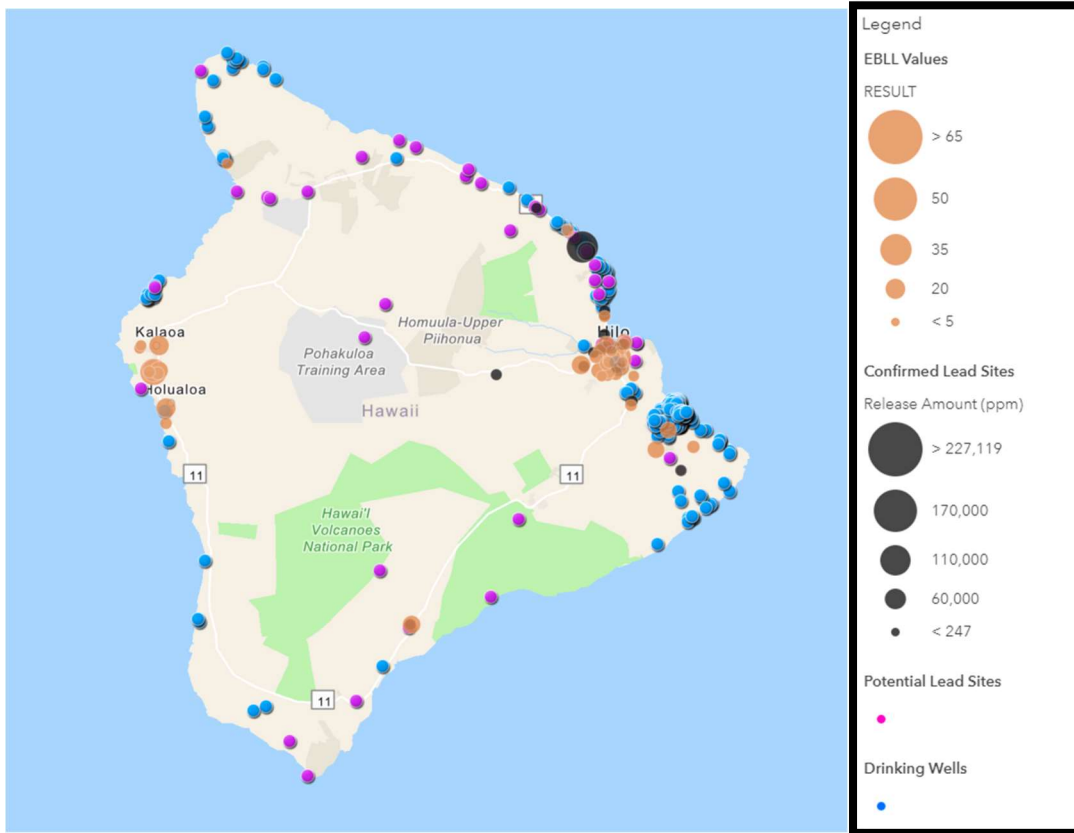 Kalaoa
Holualoa
Pohakuloa
Training Area
Homuula-Upper
Piihonua
Hilo
Hawaii
11
11
Hawai'I
Volcanoes
National Park
11
Legend
EBLL Values
RESULT
> 65
50
35
20
< 5
Confirmed Lead Sites
Release Amount (ppm)
> 227,119
170,000
110,000
60,000
< 247
Potential Lead Sites
Drinking Wells